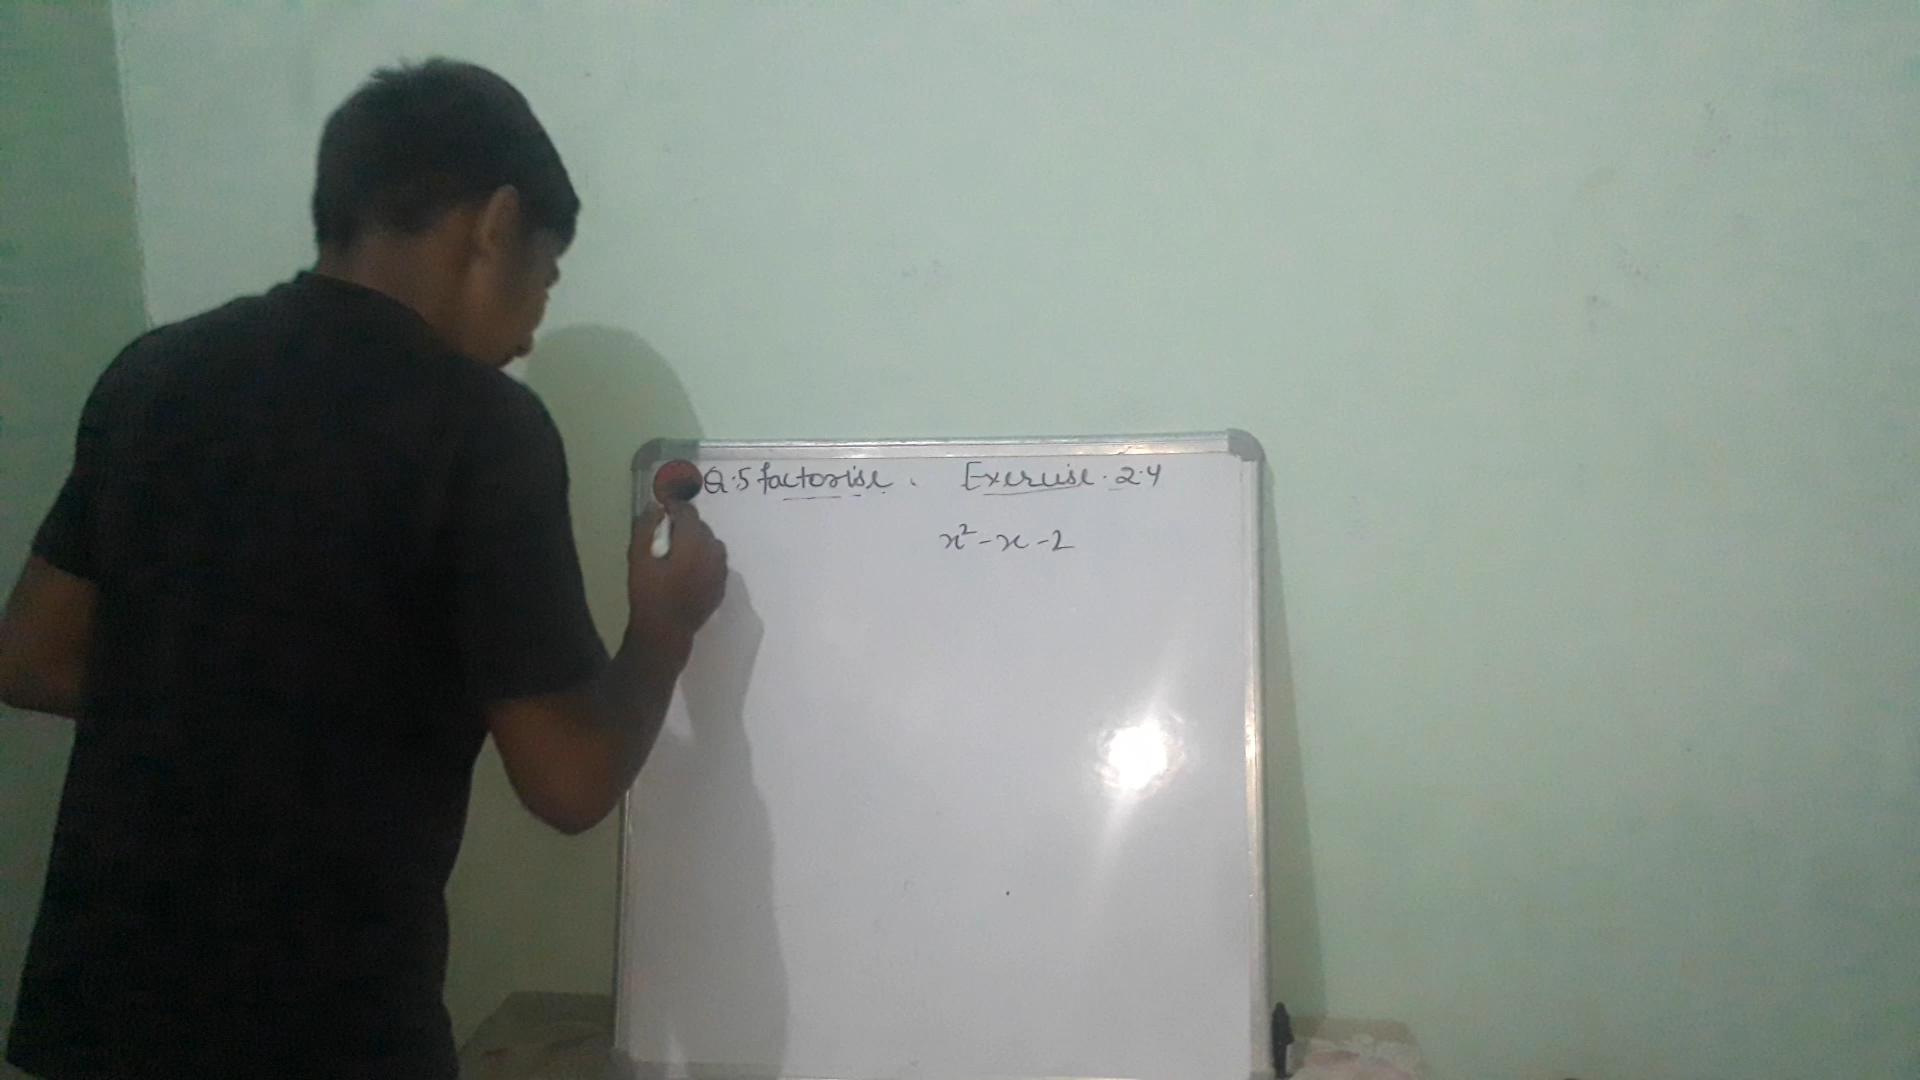 Q.5 factorise. Exercise. 2.4
x² - x - 2